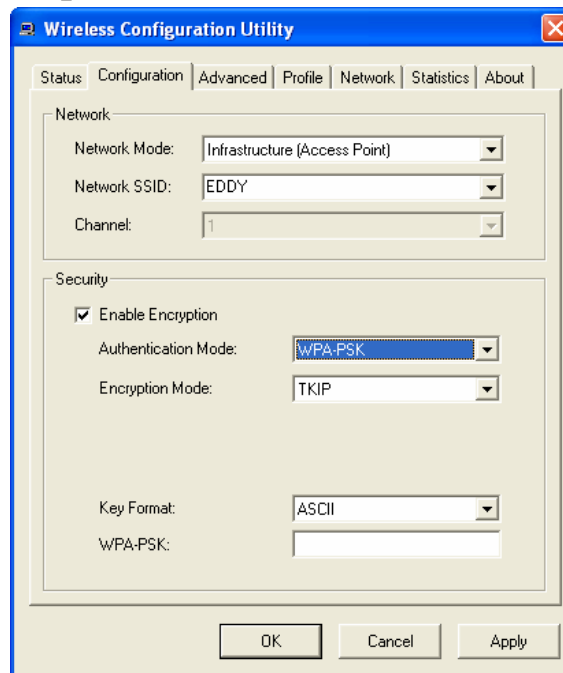 Wireless Configuration Utility
Status Configuration Advanced Profile Network Statistics About
Network
Network Mode: Infrastructure (Access Point)
Network SSID: EDDY
Channel: 1
Security
Enable Encryption
Authentication Mode: WPA-PSK
Encryption Mode: TKIP
Key Format: ASCII
WPA-PSK:
OK Cancel Apply